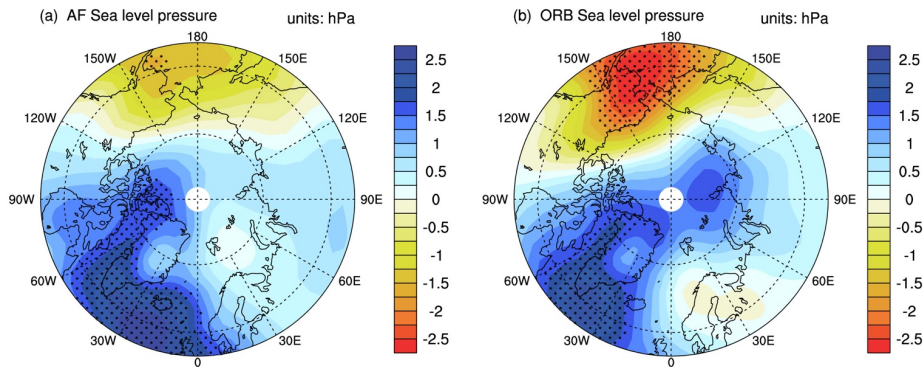 (a) AF Sea level pressure units: hPa
180
150W 150E
120W 120E
90W 90E
60W 60E
30W 30E
0
2.5
2
1.5
1
0.5
0
-0.5
-1
-1.5
-2
-2.5
(b) ORB Sea level pressure units: hPa
180
150W 150E
120W 120E
90W 90E
60W 60E
30W 30E
0
2.5
2
1.5
1
0.5
0
-0.5
-1
-1.5
-2
-2.5